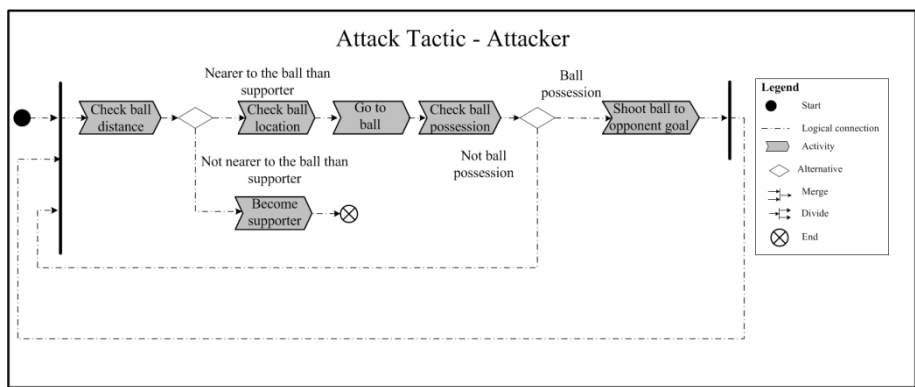 Attack Tactic - Attacker
Nearer to the ball than
supporter
Ball
possession
Check ball
distance
Check ball
location
Go to
ball
Check ball
possession
Shoot ball to
opponent goal
Not nearer to the ball than
supporter
Not ball
possession
Become
supporter
Legend
Start
Logical connection
Activity
Alternative
Merge
Divide
End